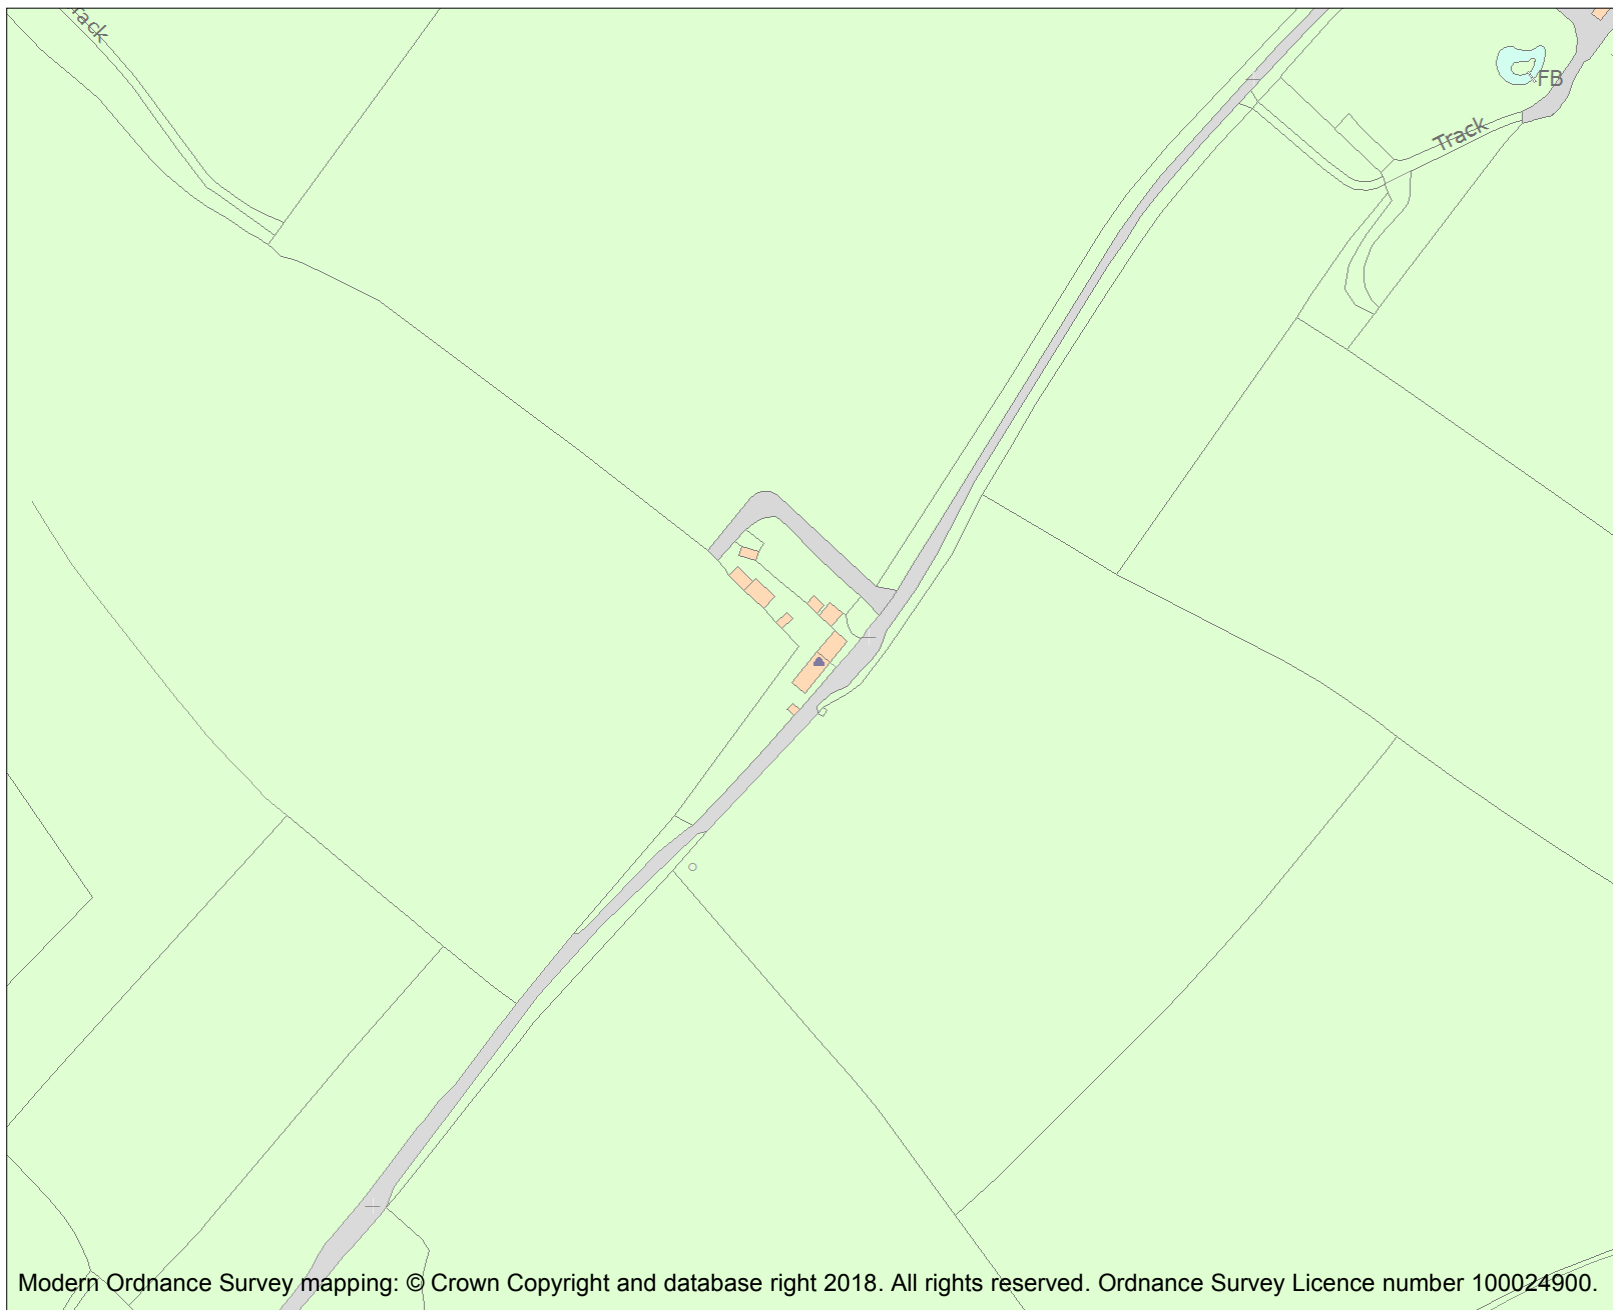 Track
FB
Track
Modern Ordnance Survey mapping: © Crown Copyright and database right 2018. All rights reserved. Ordnance Survey Licence number 100024900.